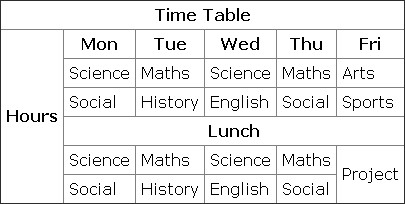 Time Table
Mon Tue Wed Thu Fri
Science Maths Science Maths Arts
Social History English Social Sports
Hours
Lunch
Science Maths Science Maths
Project
Social History English Social